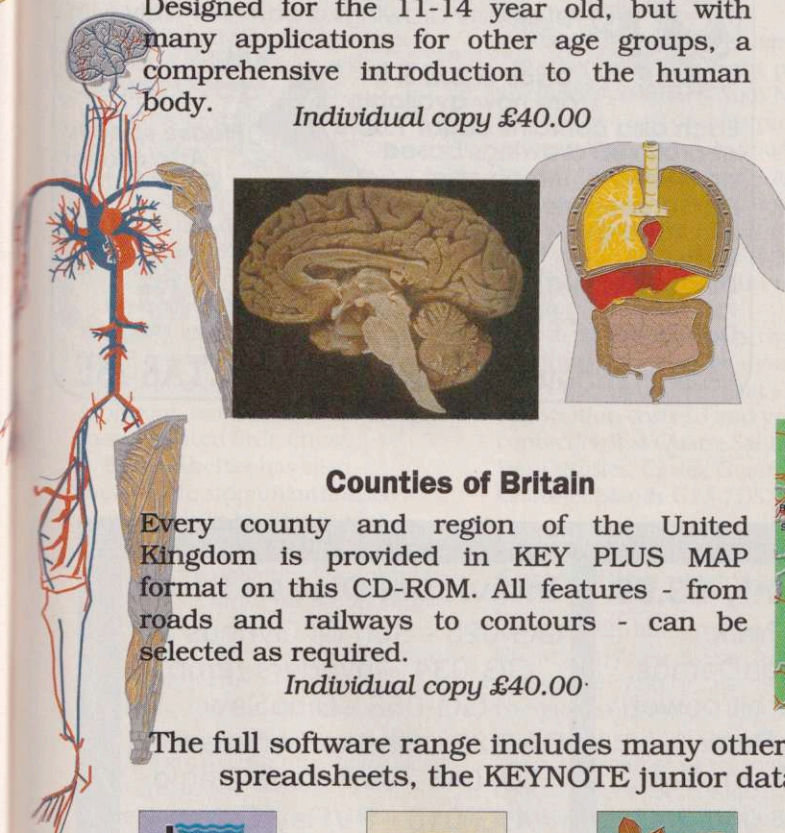 Designed for the 11-14 year old, but with
many applications for other age groups, a
comprehensive introduction to the human
body.
Individual copy £40.00
Counties of Britain
Every county and region of the United
Kingdom is provided in KEY PLUS MAP
format on this CD-ROM. All features - from
roads and railways to contours - can be
selected as required.
Individual copy £40.00
The full software range includes many other
spreadsheets, the KEYNOTE junior dat